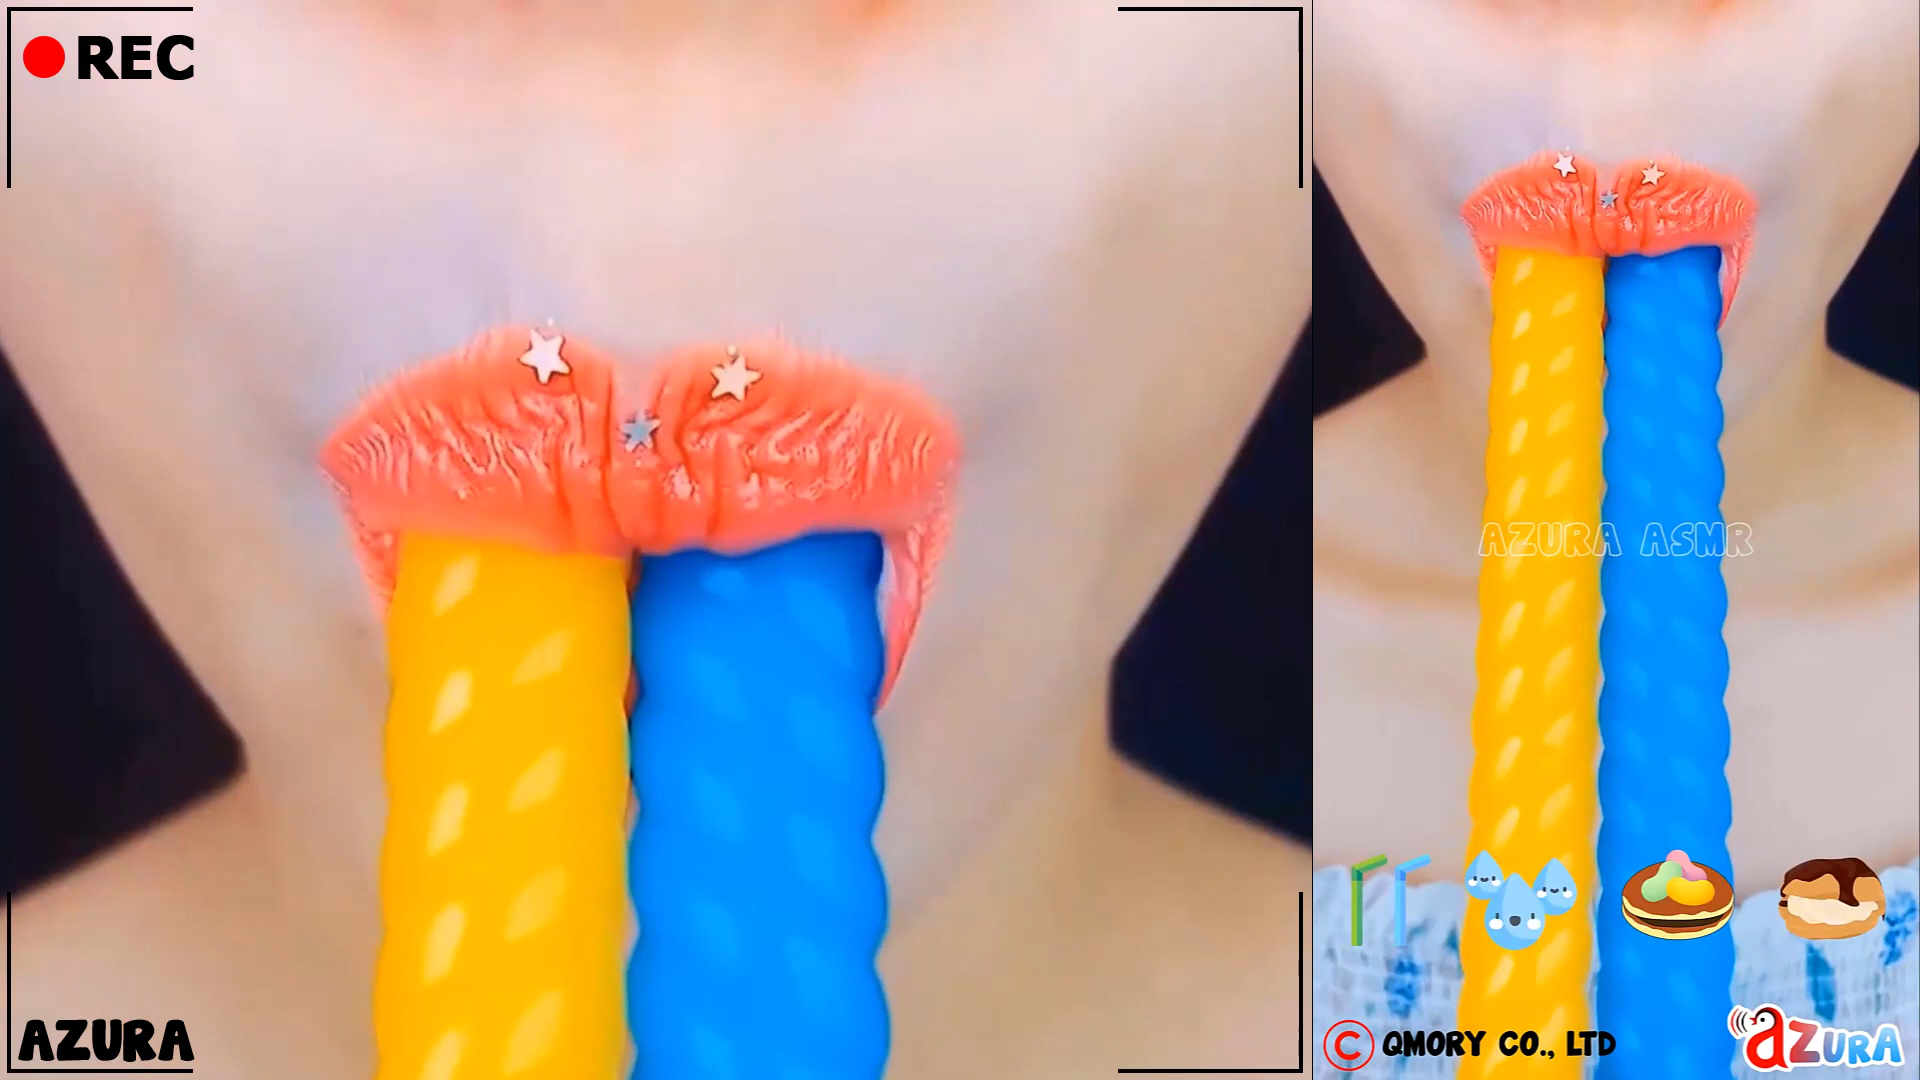 REC
AZURA
AZURA ASMR
© QMORY CO., LTD
aZURA